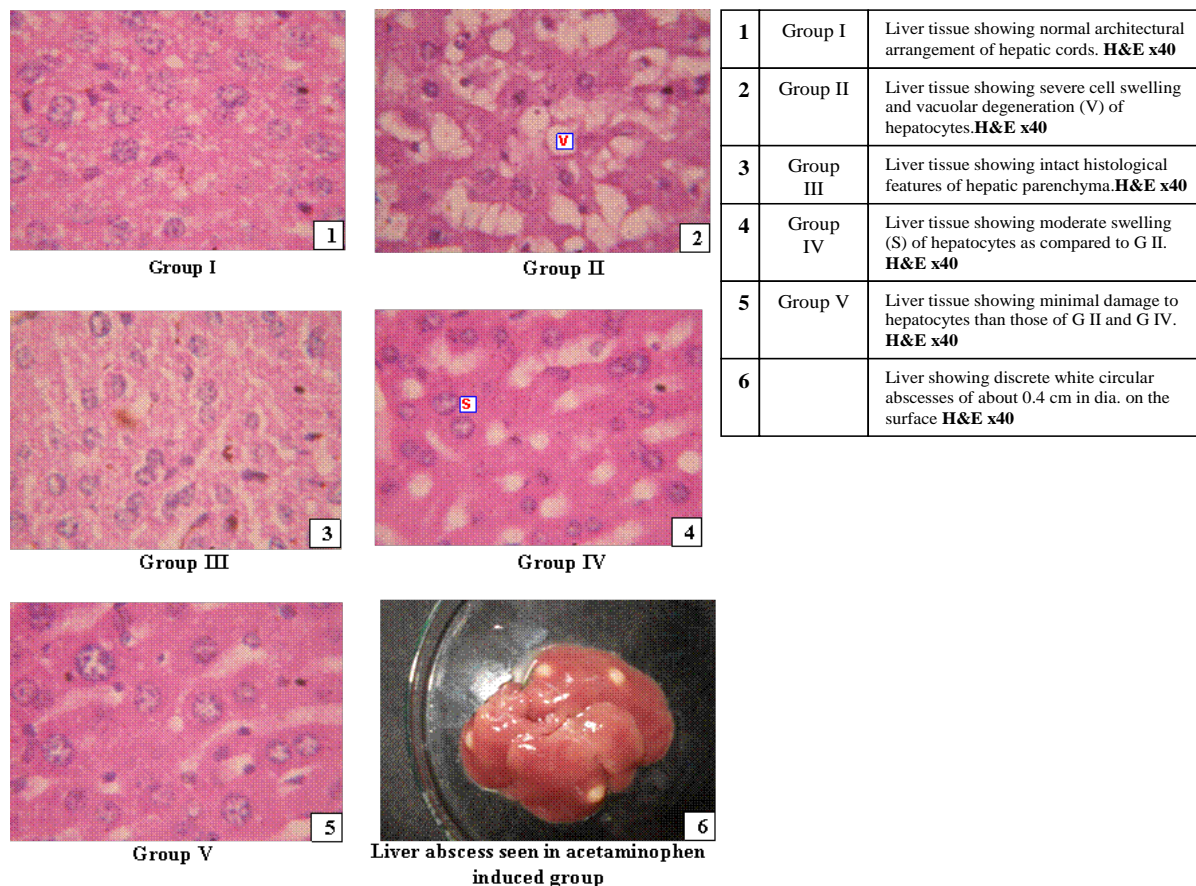 1
Group I
V
2
Group II
3
Group III
S
4
Group IV
5
Group V
6
Liver abscess seen in acetaminophen
induced group
1 Group I Liver tissue showing normal architectural
arrangement of hepatic cords. H&E x40
2 Group II Liver tissue showing severe cell swelling
and vacuolar degeneration (V) of
hepatocytes.H&E x40
3 Group Liver tissue showing intact histological
III features of hepatic parenchyma.H&E x40
4 Group Liver tissue showing moderate swelling
IV (S) of hepatocytes as compared to G II.
H&E x40
5 Group V Liver tissue showing minimal damage to
hepatocytes than those of G II and G IV.
H&E x40
6 Liver showing discrete white circular
abscesses of about 0.4 cm in dia. on the
surface H&E x40